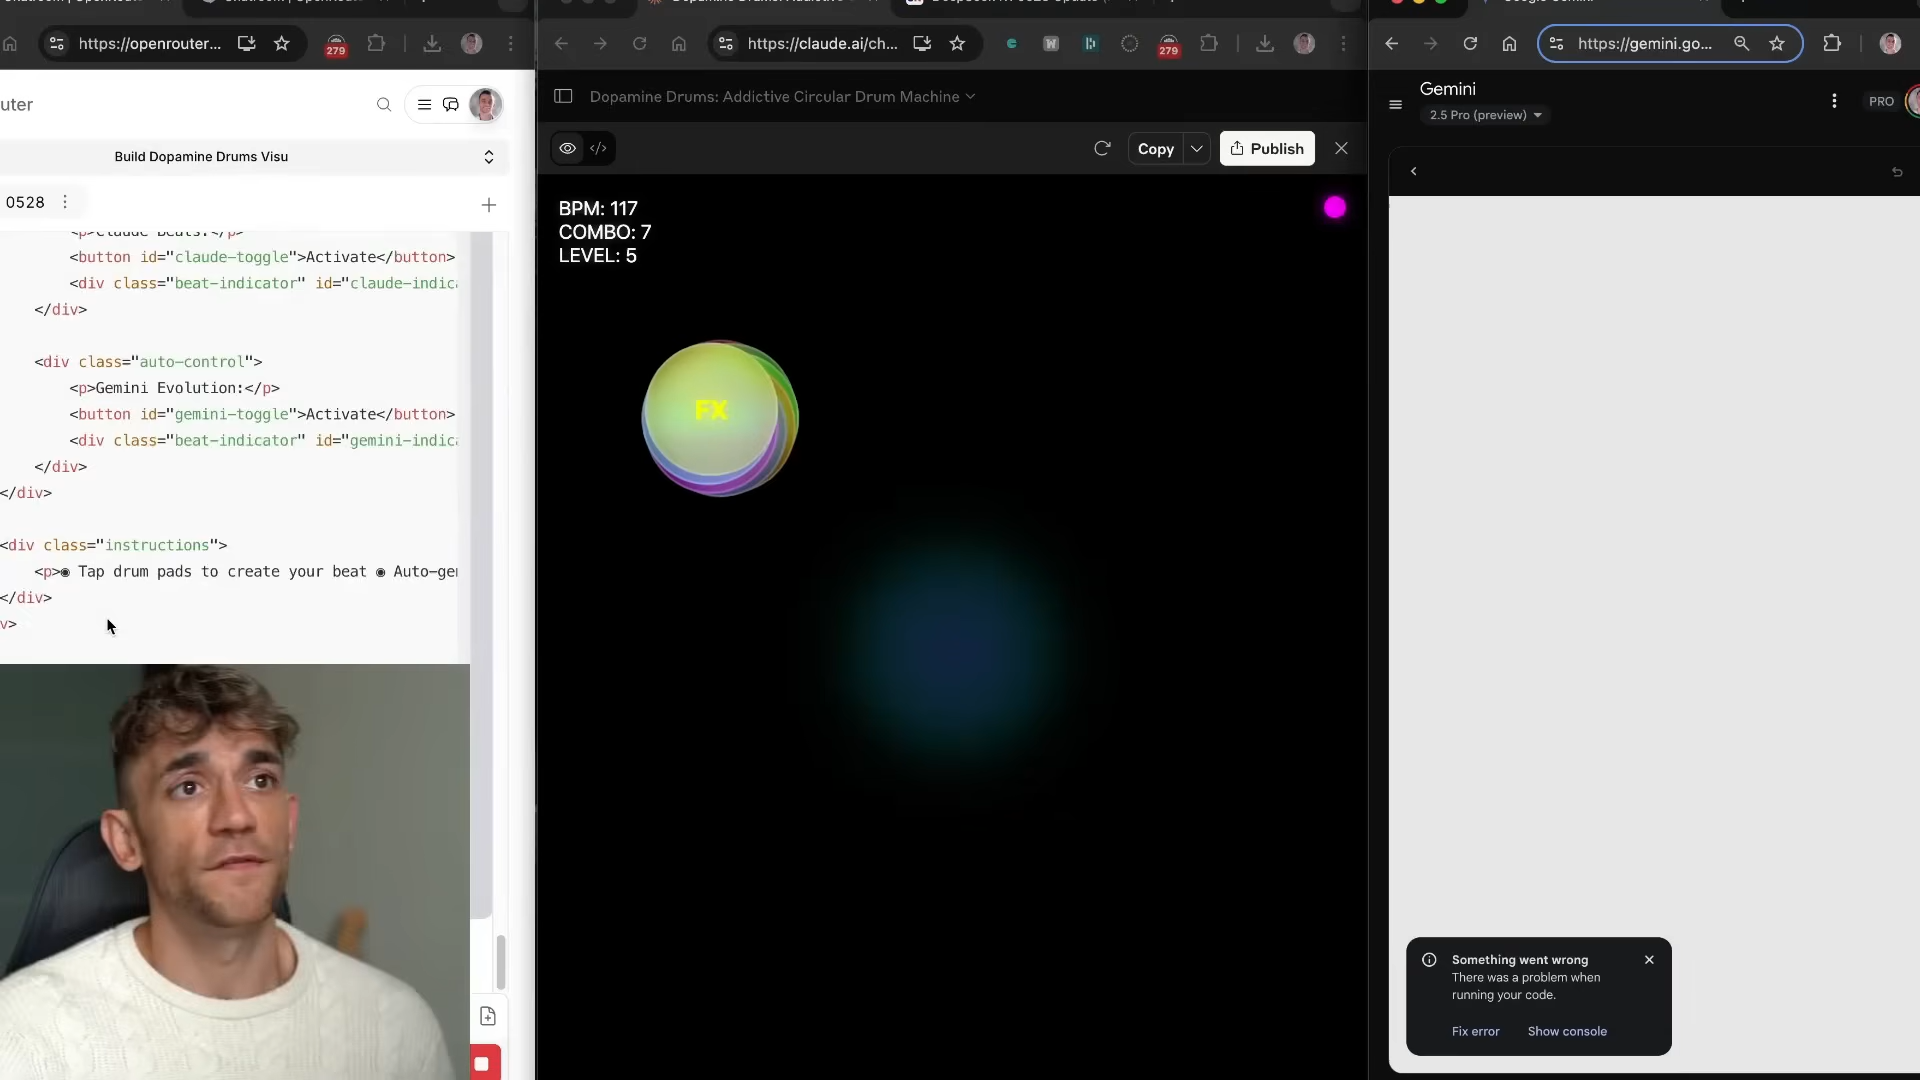 https://openrouter...
279
uter
Build Dopamine Drums Visu
0528
<button id="claude-toggle">Activate</button>
<div class="beat-indicator" id="claude-indic
</div>
<div class="auto-control">
<p>Gemini Evolution:</p>
<button id="gemini-toggle">Activate</button>
<div class="beat-indicator" id="gemini-indic
</div>
</div>
<div class="instructions">
<p>◉ Tap drum pads to create your beat ◉ Auto-ge
</div>
v>
https://claude.ai/ch...
279
Dopamine Drums: Addictive Circular Drum Machine
</>
Copy
Publish
BPM: 117
COMBO: 7
LEVEL: 5
FX
https://gemini.go...
Gemini
2.5 Pro (preview)
PRO
Something went wrong
There was a problem when
running your code.
Fix error
Show console